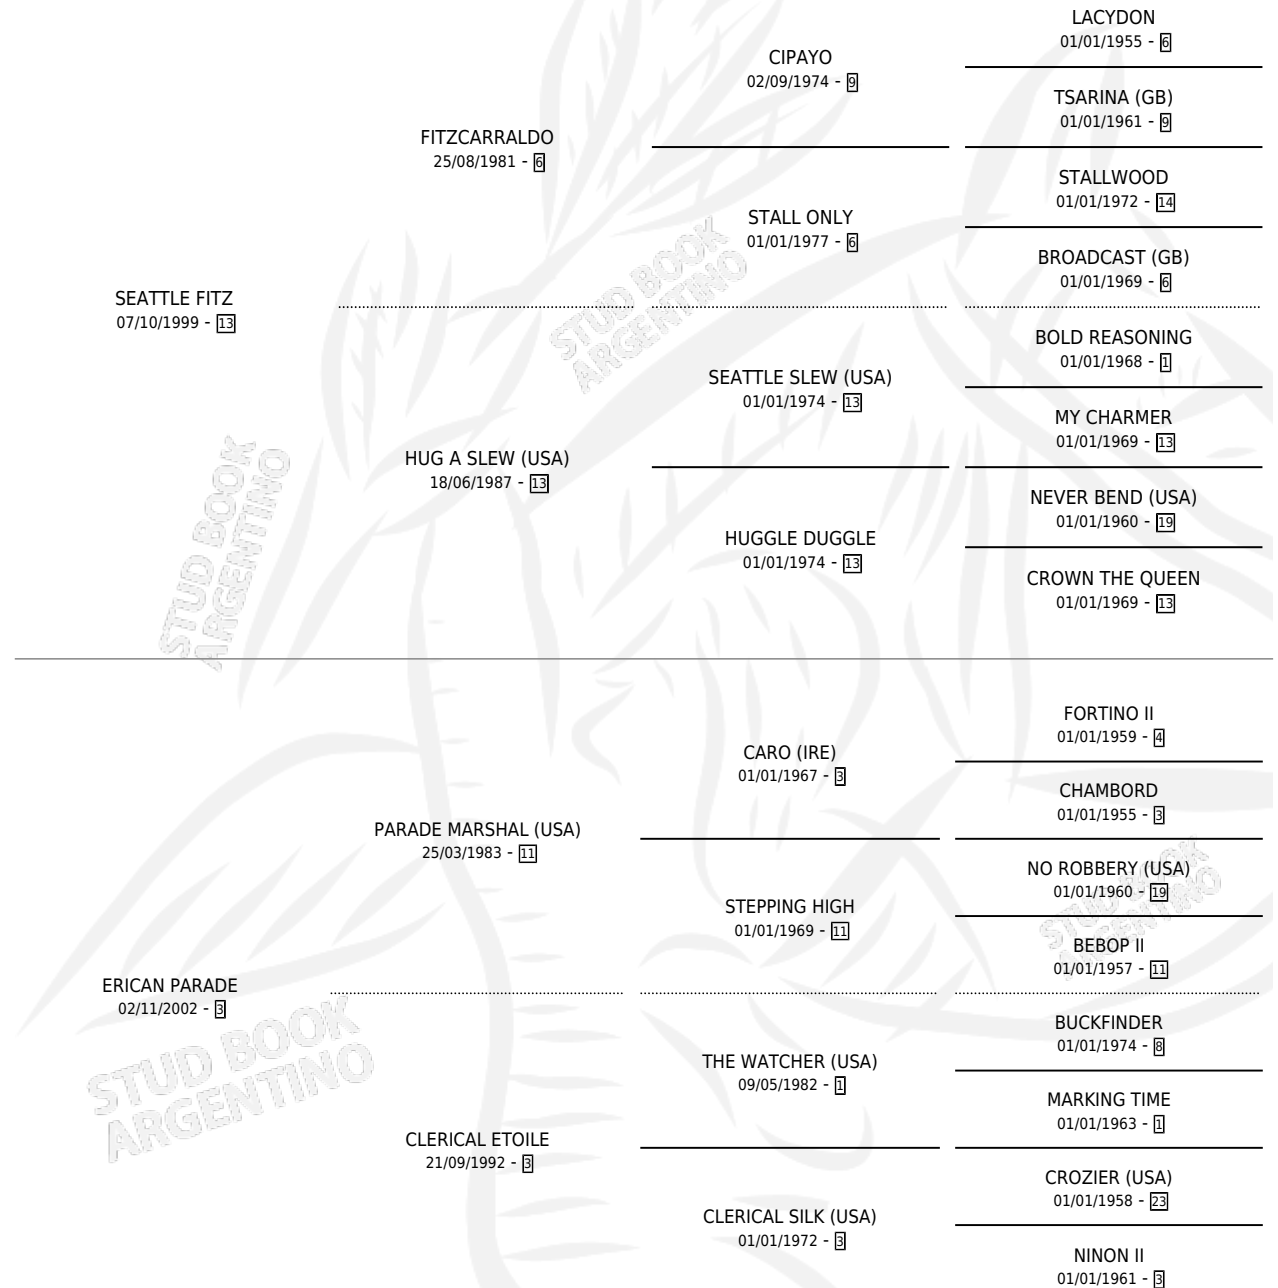 LACYDON
01/01/1955 - 6
CIPAYO
02/09/1974 - 9
TSARINA (GB)
01/01/1961 - 9
FITZCARRALDO
25/08/1981 - 6
STALLWOOD
01/01/1972 - 14
STALL ONLY
01/01/1977 - 6
BROADCAST (GB)
01/01/1969 - 6
SEATTLE FITZ
07/10/1999 - 13
BOLD REASONING
01/01/1968 - 1
SEATTLE SLEW (USA)
01/01/1974 - 13
MY CHARMER
01/01/1969 - 13
HUG A SLEW (USA)
18/06/1987 - 13
NEVER BEND (USA)
01/01/1960 - 19
HUGGLE DUGGLE
01/01/1974 - 13
CROWN THE QUEEN
01/01/1969 - 13
STUD BOOK
ARGENTINO
STUD BOOK
ARGENTINO
FORTINO II
01/01/1959 - 4
CARO (IRE)
01/01/1967 - 3
CHAMBORD
01/01/1955 - 3
PARADE MARSHAL (USA)
25/03/1983 - 11
NO ROBBERY (USA)
01/01/1960 - 19
STEPPING HIGH
01/01/1969 - 11
BEBOP II
01/01/1957 - 11
ERICAN PARADE
02/11/2002 - 3
BUCKFINDER
01/01/1974 - 8
THE WATCHER (USA)
09/05/1982 - 1
MARKING TIME
01/01/1963 - 1
CLERICAL ETOILE
21/09/1992 - 3
CROZIER (USA)
01/01/1958 - 23
CLERICAL SILK (USA)
01/01/1972 - 3
NINON II
01/01/1961 - 3
STUD BOOK
ARGENTINO
STUD BOOK
ARGENTINO